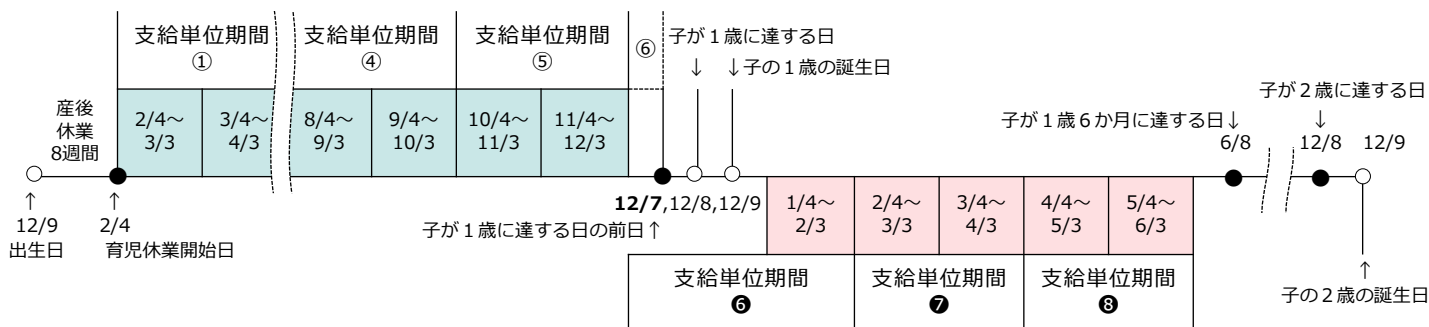 支給単位期間
①
支給単位期間
④
支給単位期間
⑤
⑥
子が１歳に達する日
↓
↓子の１歳の誕生日
産後
休業
8週間
2/4～
3/3
3/4～
4/3
8/4～
9/3
9/4～
10/3
10/4～
11/3
11/4～
12/3
子が２歳に達する日
子が１歳６か月に達する日↓
↓
6/8
12/8
12/9
↑
12/9
出生日
↑
2/4
育児休業開始日
12/7,12/8,12/9
子が１歳に達する日の前日↑
1/4～
2/3
2/4～
3/3
3/4～
4/3
4/4～
5/3
5/4～
6/3
支給単位期間
❻
支給単位期間
❼
支給単位期間
❽
↑
子の２歳の誕生日